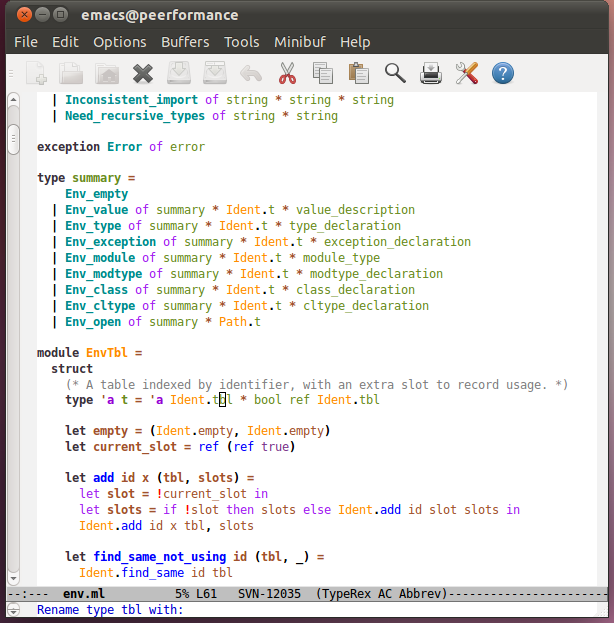 emacs@peerformance
File Edit Options Buffers Tools Minibuf Help
| Inconsistent_import of string * string * string
| Need_recursive_types of string * string
exception Error of error
type summary =
Env_empty
| Env_value of summary * Ident.t * value_description
| Env_type of summary * Ident.t * type_declaration
| Env_exception of summary * Ident.t * exception_declaration
| Env_module of summary * Ident.t * module_type
| Env_modtype of summary * Ident.t * modtype_declaration
| Env_class of summary * Ident.t * class_declaration
| Env_cltype of summary * Ident.t * cltype_declaration
| Env_open of summary * Path.t
module EnvTbl =
struct
(* A table indexed by identifier, with an extra slot to record usage. *)
type 'a t = 'a Ident.tbl * bool ref Ident.tbl
let empty = (Ident.empty, Ident.empty)
let current_slot = ref (ref true)
let add id x (tbl, slots) =
let slot = !current_slot in
let slots = if !slot then slots else Ident.add id slot slots in
Ident.add id x tbl, slots
let find_same_not_using id (tbl, _) =
Ident.find_same id tbl
--:--- env.ml 5% L61 SVN-12035 (TypeRex AC Abbrev)-----------------------
Rename type tbl with: